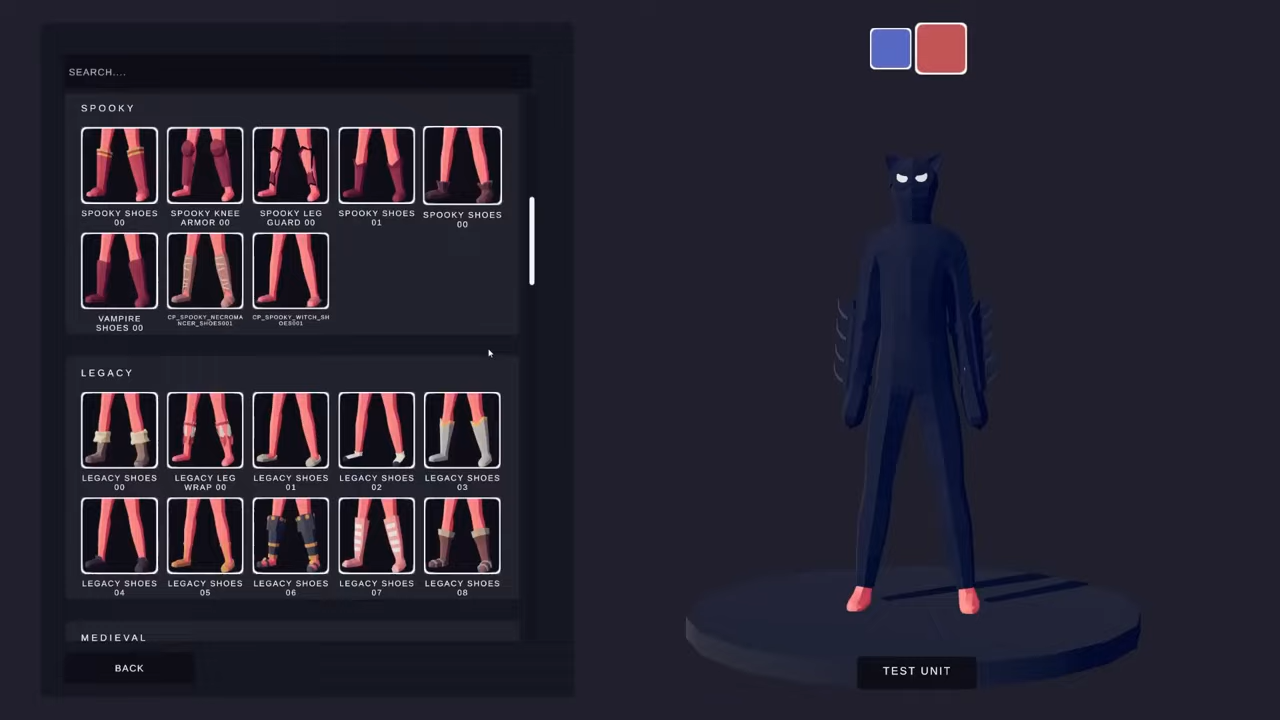 SEARCH....
SPOOKY
SPOOKY SHOES
00
SPOOKY KNEE
ARMOR 00
SPOOKY LEG
GUARD 00
SPOOKY SHOES
01
SPOOKY SHOES
00
VAMPIRE
SHOES 00
CP_SPOOKY_NECROMA
NCER_SHOES001
CP_SPOOKY_WITCH_SH
OES001
LEGACY
LEGACY SHOES
00
LEGACY LEG
WRAP 00
LEGACY SHOES
01
LEGACY SHOES
02
LEGACY SHOES
03
LEGACY SHOES
04
LEGACY SHOES
05
LEGACY SHOES
06
LEGACY SHOES
07
LEGACY SHOES
08
MEDIEVAL
BACK
TEST UNIT